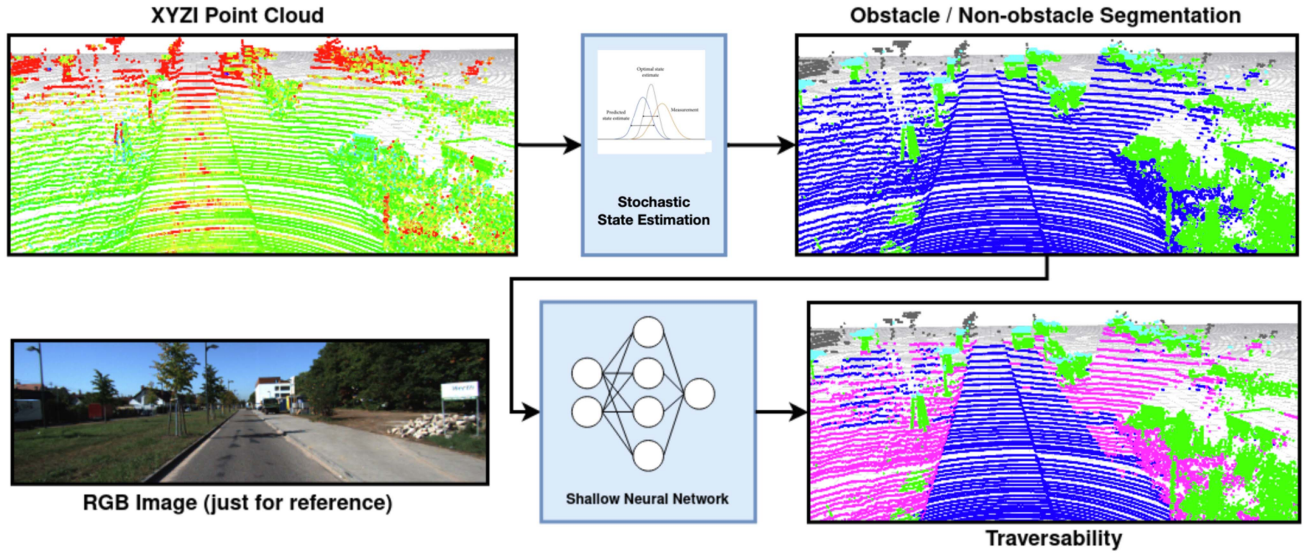 XYZI Point Cloud
Obstacle / Non-obstacle Segmentation
Optimal state
estimate
Predicted
state estimate
Measurement
Stochastic
State Estimation
Shallow Neural Network
RGB Image (just for reference)
Traversability